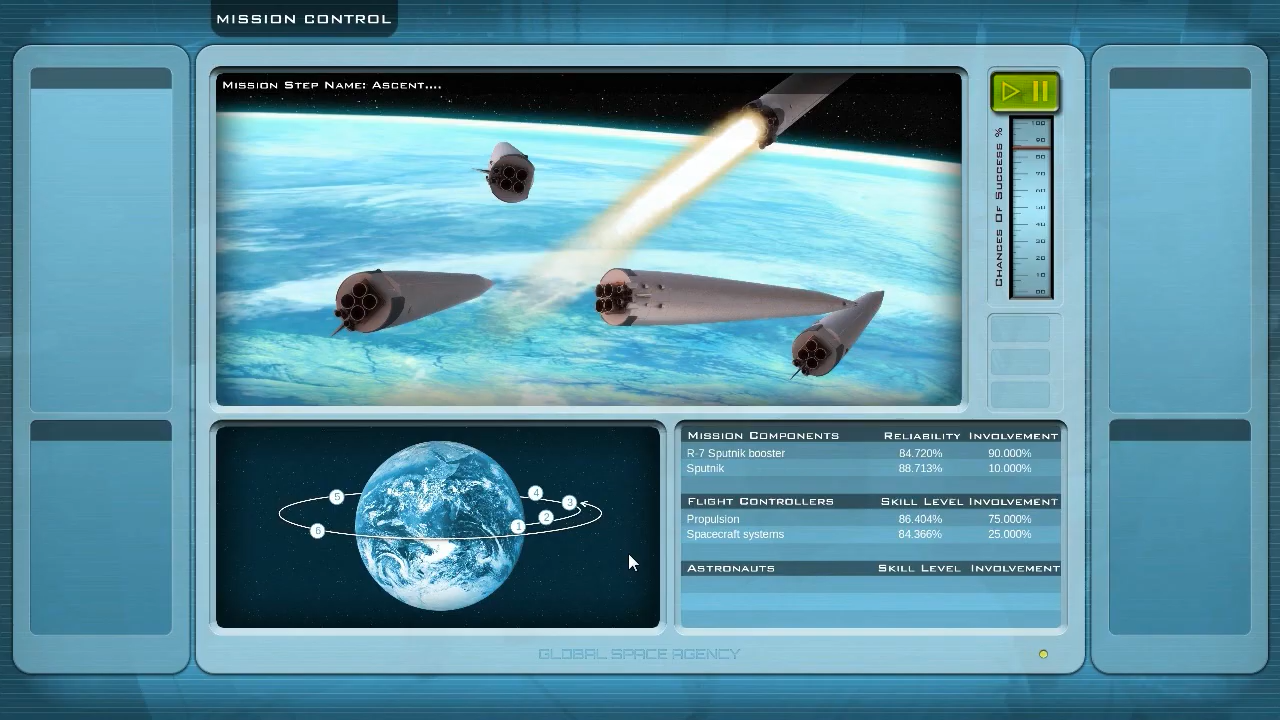 MISSION CONTROL
MISSION STEP NAME: ASCENT....
CHANCES OF SUCCESS %
100
90
80
70
60
50
40
30
20
10
00
5
4
3
2
1
6
MISSION COMPONENTS RELIABILITY INVOLVEMENT
R-7 Sputnik booster 84.720% 90.000%
Sputnik 88.713% 10.000%
FLIGHT CONTROLLERS SKILL LEVEL INVOLVEMENT
Propulsion 86.404% 75.000%
Spacecraft systems 84.366% 25.000%
ASTRONAUTS SKILL LEVEL INVOLVEMENT
GLOBAL SPACE AGENCY